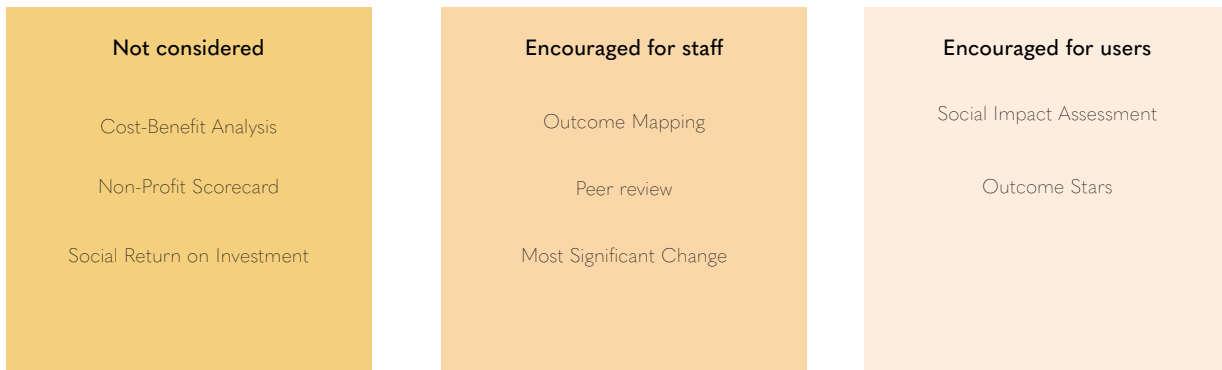 Not considered
Cost-Benefit Analysis
Non-Profit Scorecard
Social Return on Investment
Encouraged for staff
Outcome Mapping
Peer review
Most Significant Change
Encouraged for users
Social Impact Assessment
Outcome Stars